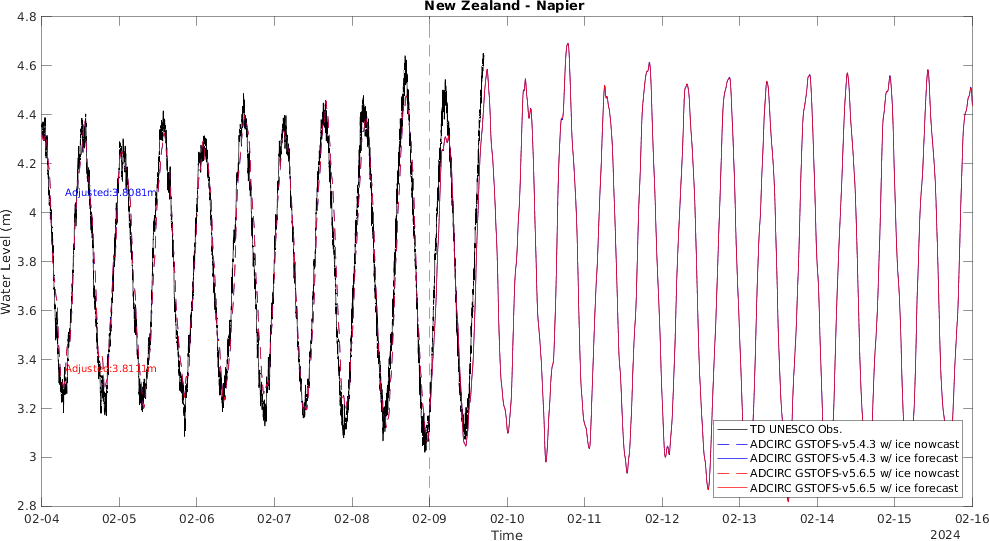 New Zealand - Napier
Water Level (m)
4.8
4.6
4.4
4.2
4
3.8
3.6
3.4
3.2
3
2.8
Adjusted:3.8081m
Adjusted:3.8111m
TD UNESCO Obs.
ADCIRC GSTOFS-v5.4.3 w/ ice nowcast
ADCIRC GSTOFS-v5.4.3 w/ ice forecast
ADCIRC GSTOFS-v5.6.5 w/ ice nowcast
ADCIRC GSTOFS-v5.6.5 w/ ice forecast
02-04 02-05 02-06 02-07 02-08 02-09 02-10 02-11 02-12 02-13 02-14 02-15 02-16
Time
2024